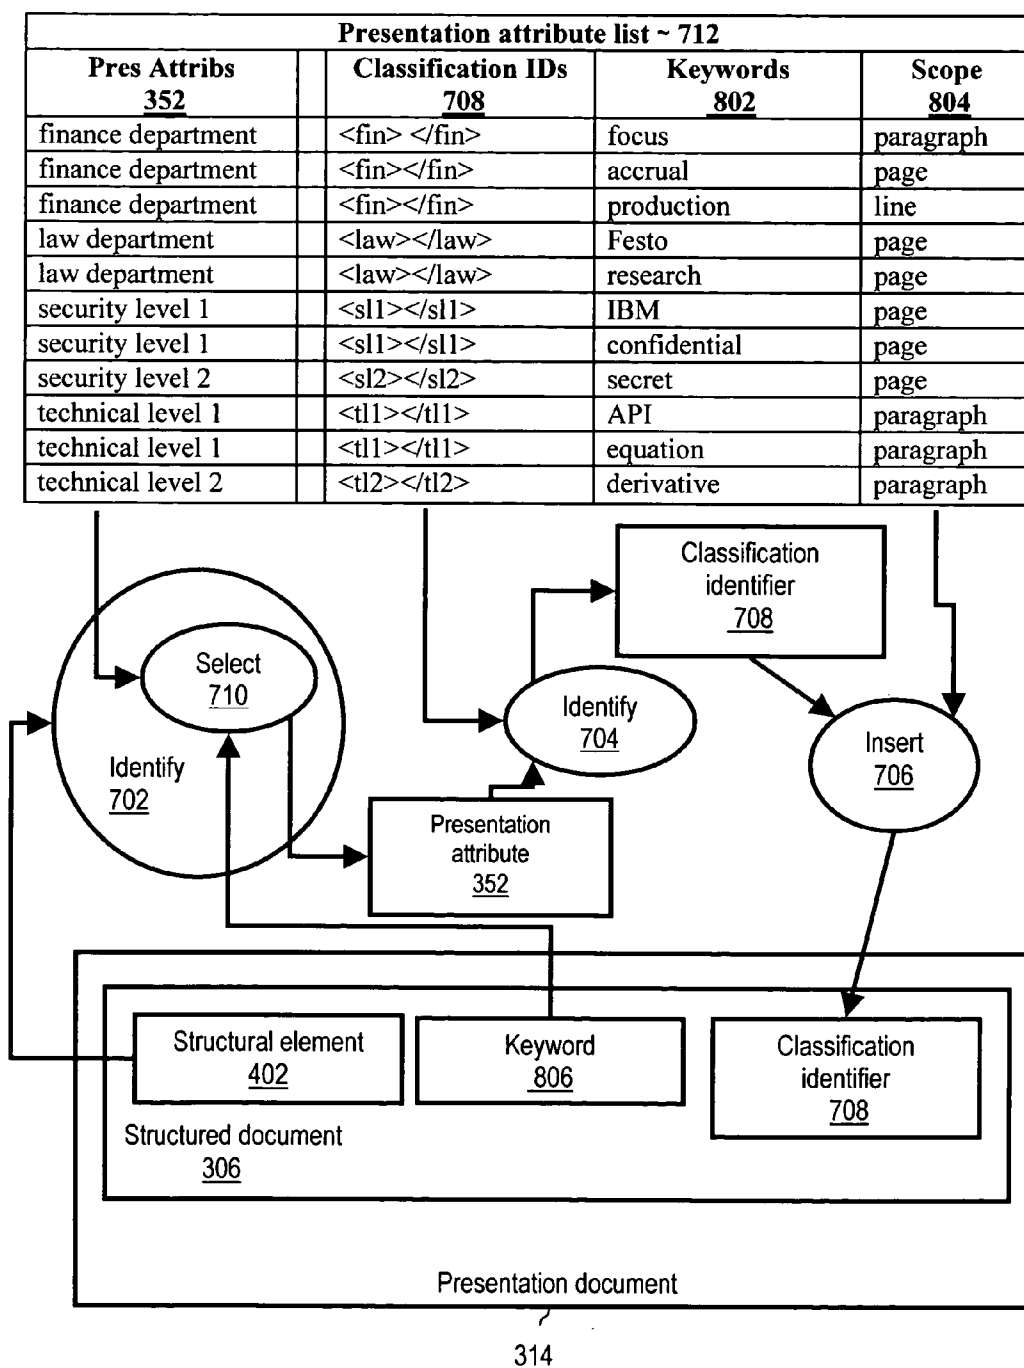 Presentation attribute list ~ 712
Pres Attribs Classification IDs Keywords Scope
352 708 802 804
finance department <fin> </fin> focus paragraph
finance department <fin></fin> accrual page
finance department <fin></fin> production line
law department <law></law> Festo page
law department <law></law> research page
security level 1 <sl1></sl1> IBM page
security level 1 <sl1></sl1> confidential page
security level 2 <sl2></sl2> secret page
technical level 1 <tl1></tl1> API paragraph
technical level 1 <tl1></tl1> equation paragraph
technical level 2 <tl2></tl2> derivative paragraph
Classification
identifier
708
Select
710
Identify
704
Insert
706
Identify
702
Presentation
attribute
352
Structural element
402
Keyword
806
Classification
identifier
708
Structured document
306
Presentation document
314